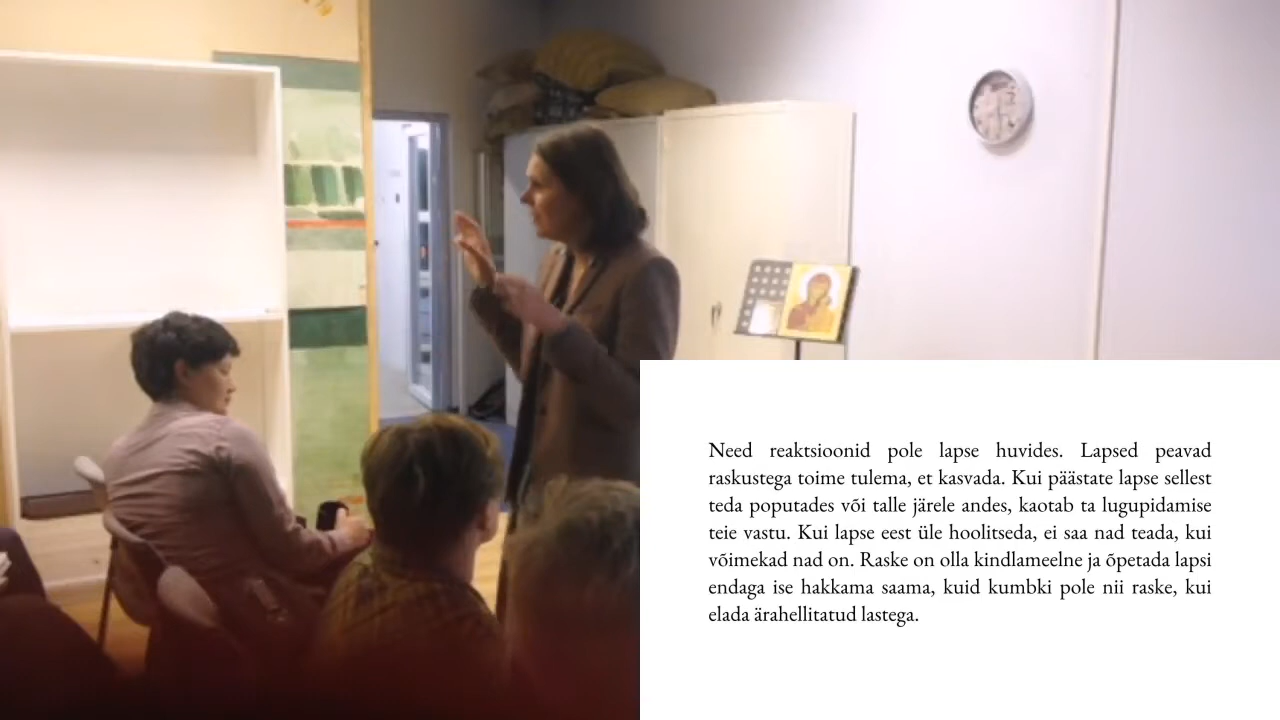 Need reaktsioonid pole lapse huvides. Lapsed peavad
raskustega toime tulema, et kasvada. Kui päästate lapse sellest
teda poputades või talle järele andes, kaotab ta lugupidamise
teie vastu. Kui lapse eest üle hoolitseda, ei saa nad teada, kui
võimekad nad on. Raske on olla kindlameelne ja õpetada lapsi
endaga ise hakkama saama, kuid kumbki pole nii raske, kui
elada ärahellitatud lastega.